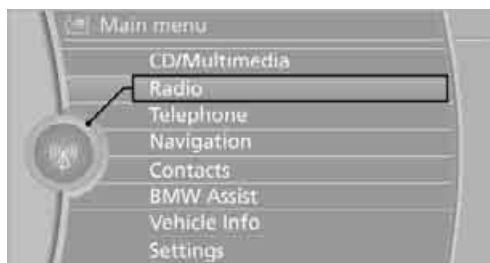 Main menu
CD/Multimedia
Radio
Telephone
Navigation
Contacts
BMW Assist
Vehicle Info
Settings